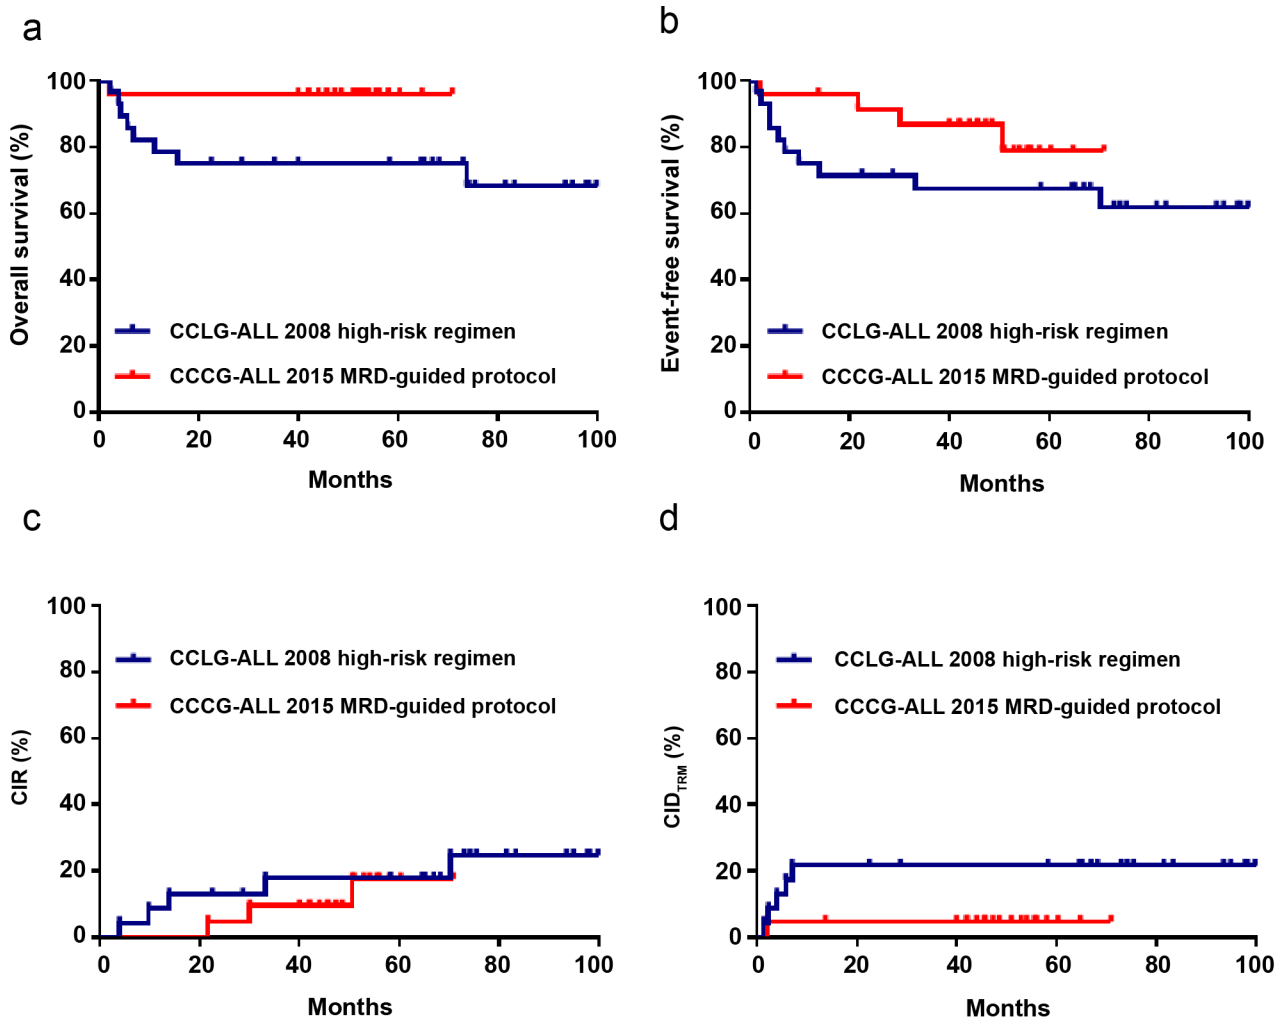 a
Overall survival (%)
100
80
60
40
20
0
CCLG-ALL 2008 high-risk regimen
CCCG-ALL 2015 MRD-guided protocol
0 20 40 60 80 100
Months
b
Event-free survival (%)
100
80
60
40
20
0
CCLG-ALL 2008 high-risk regimen
CCCG-ALL 2015 MRD-guided protocol
0 20 40 60 80 100
Months
c
CIR (%)
100
80
60
40
20
0
CCLG-ALL 2008 high-risk regimen
CCCG-ALL 2015 MRD-guided protocol
0 20 40 60 80 100
Months
d
CIDTRM (%)
100
80
60
40
20
0
CCLG-ALL 2008 high-risk regimen
CCCG-ALL 2015 MRD-guided protocol
0 20 40 60 80 100
Months